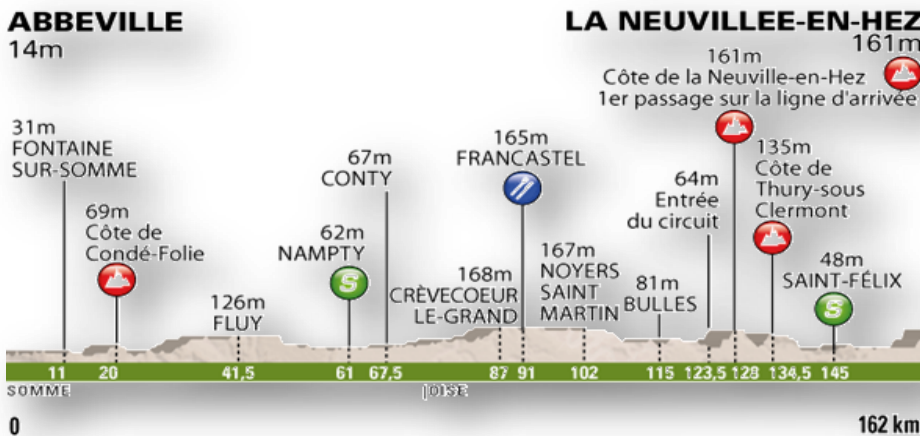 ABBEVILLE
14m
LA NEUVILLEE-EN-HEZ
161m
31m
FONTAINE
SUR-SOMME
69m
Côte de
Condé-Folie
126m
FLUY
62m
NAMPTY
S
67m
CONTY
168m
CRÈVECOEUR
LE-GRAND
165m
FRANCASTEL
167m
NOYERS
SAINT
MARTIN
81m
BULLES
64m
Entrée
du circuit
161m
Côte de la Neuville-en-Hez
1er passage sur la ligne d'arrivée
135m
Côte de
Thury-sous
Clermont
48m
SAINT-FÉLIX
S
11 20 41,5 61 67,5 87 91 102 115 123,5 128 134,5 145
SOMME OISE
0 162 km